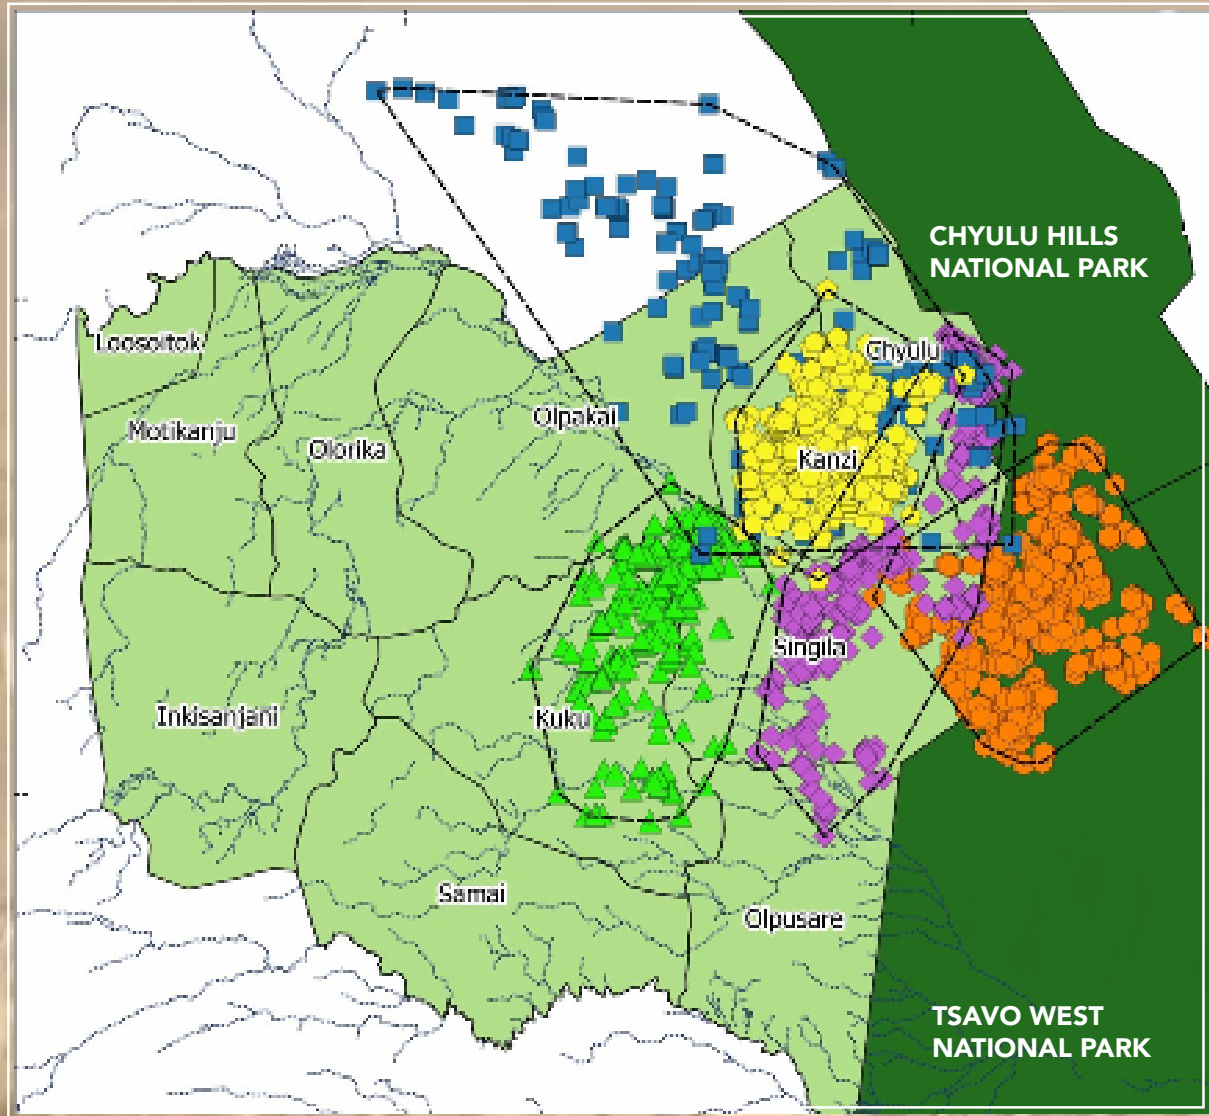 CHYULU HILLS
NATIONAL PARK
Loosoitok
Chyulu
Motikanju
Olorika
Olpakai
Kanzi
Singila
Inkisanjani
Kuku
Samai
Olpusare
TSAVO WEST
NATIONAL PARK